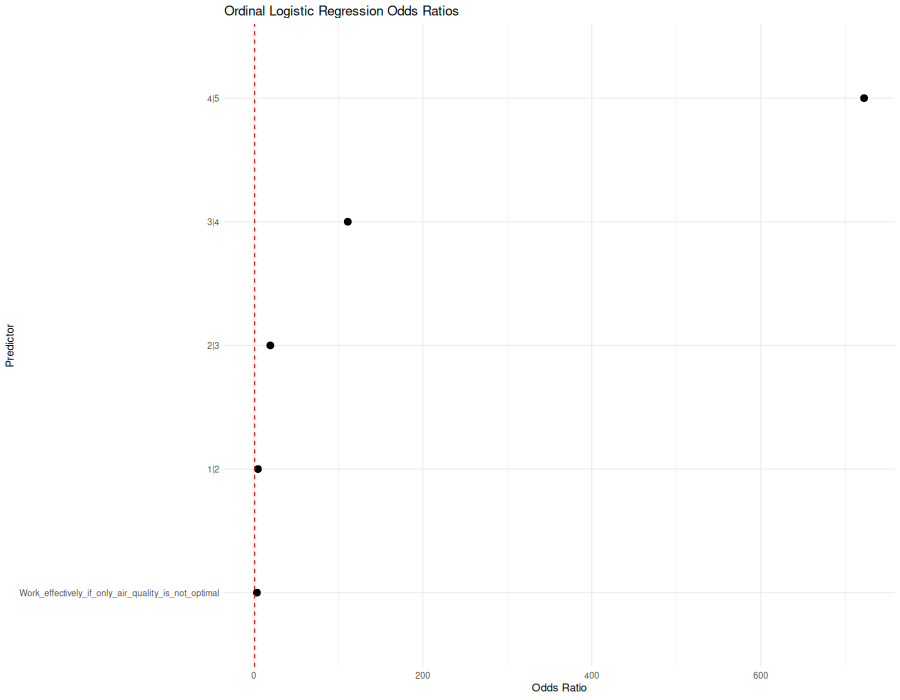 Ordinal Logistic Regression Odds Ratios
4|5
3|4
2|3
1|2
Work_effectively_if_only_air_quality_is_not_optimal
Predictor
0 200 400 600
Odds Ratio